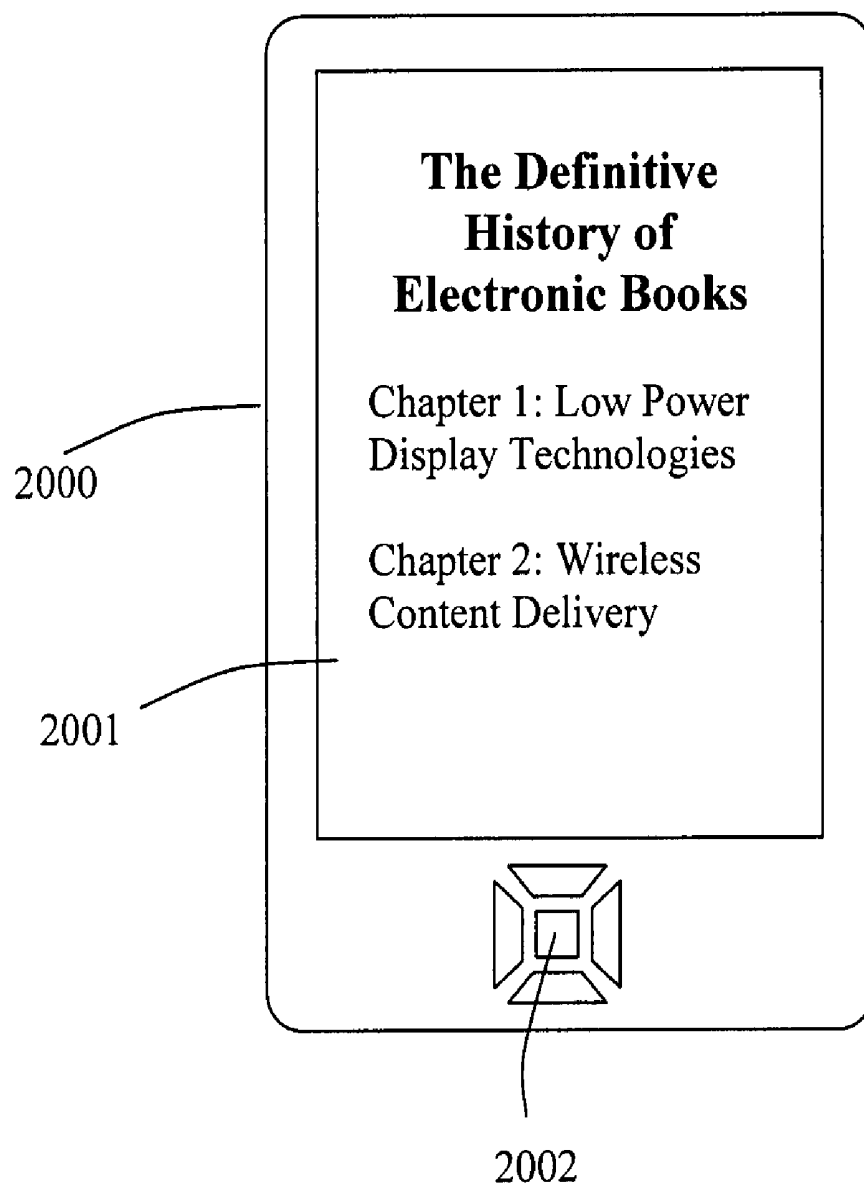 The Definitive
History of
Electronic Books
Chapter 1: Low Power
Display Technologies
2000
Chapter 2: Wireless
Content Delivery
2001
2002